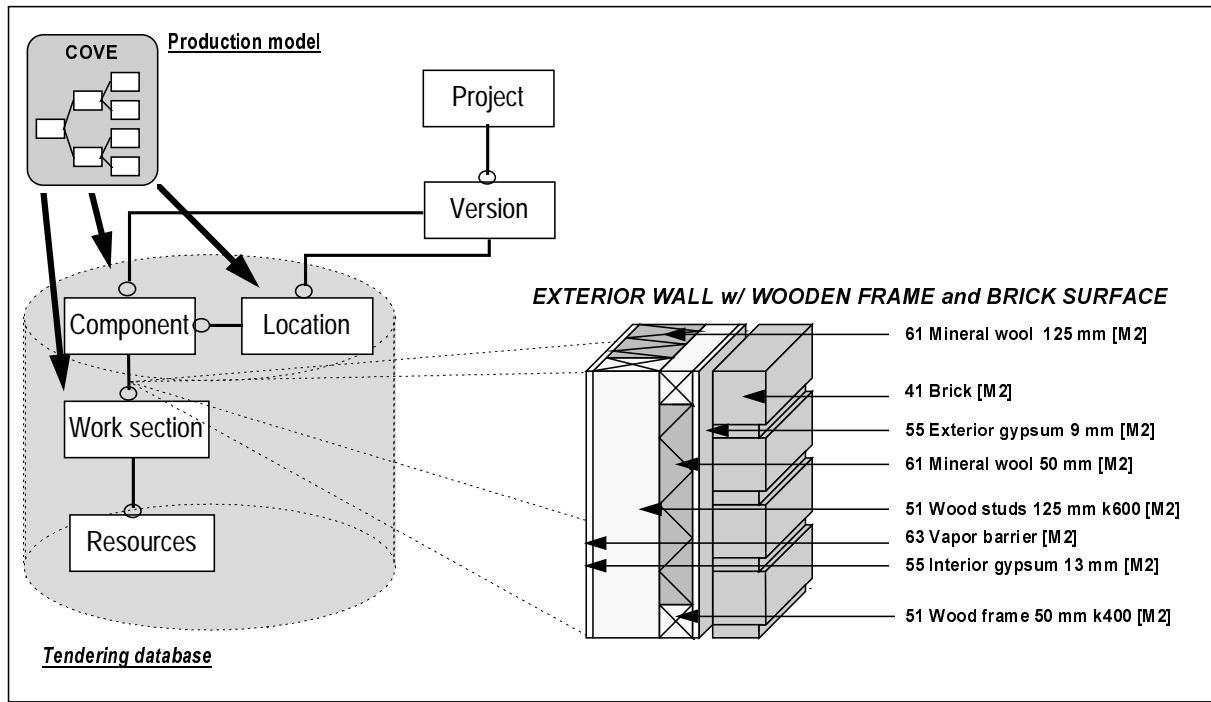 Production model
COVE
Project
Version
Component
Location
Work section
Resources
Tendering database
EXTERIOR WALL w/ WOODEN FRAME and BRICK SURFACE
61 Mineral wool 125 mm [M2]
41 Brick [M2]
55 Exterior gypsum 9 mm [M2]
61 Mineral wool 50 mm [M2]
51 Wood studs 125 mm k600 [M2]
63 Vapor barrier [M2]
55 Interior gypsum 13 mm [M2]
51 Wood frame 50 mm k400 [M2]